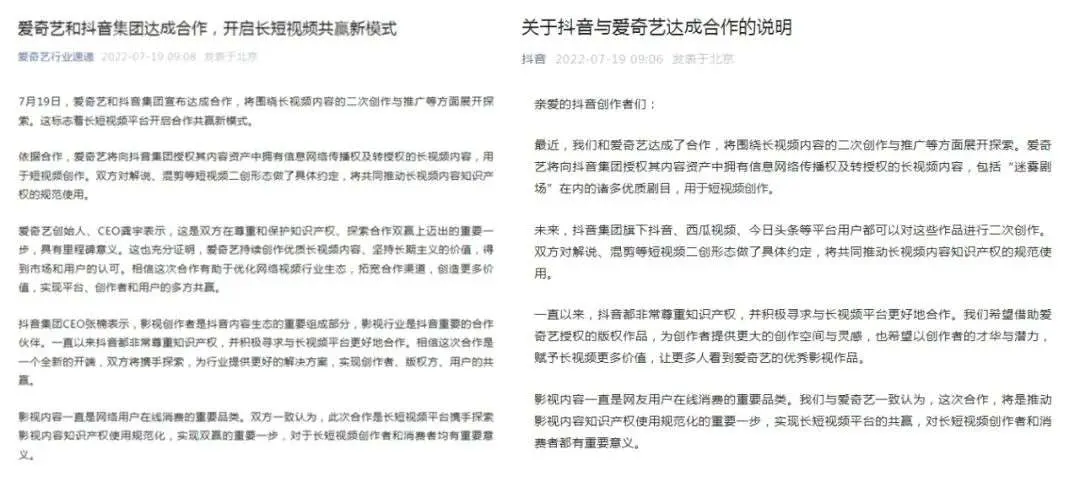 爱奇艺和抖音集团达成合作，开启长短视频共赢新模式
爱奇艺行业速递 2022-07-19 09:08 发表于北京
7月19日，爱奇艺和抖音集团宣布达成合作，将围绕长视频内容的二次创作与推广等方面展开探
索。这标志着长短视频平台开启合作共赢新模式。
依据合作，爱奇艺将向抖音集团授权其内容资产中拥有信息网络传播权及转授权的长视频内容，用
于短视频创作。双方对解说、混剪等短视频二创形态做了具体约定，将共同推动长视频内容知识产
权的规范使用。
爱奇艺创始人、CEO龚宇表示，这是双方在尊重和保护知识产权、探索合作双赢上迈出的重要一
步，具有里程碑意义。这也充分证明，爱奇艺持续创作优质长视频内容、坚持长期主义的价值，得
到市场和用户的认可。相信这次合作有助于优化网络视频行业生态，拓宽合作渠道，创造更多价
值，实现平台、创作者和用户的多方共赢。
抖音集团CEO张楠表示，影视创作者是抖音内容生态的重要组成部分，影视行业是抖音重要的合作
伙伴。一直以来抖音都非常尊重知识产权，并积极寻求与长视频平台更好地合作。相信这次合作是
一个全新的开端，双方将携手探索，为行业提供更好的解决方案，实现创作者、版权方、用户的共
赢。
影视内容一直是网络用户在线消费的重要品类。双方一致认为，此次合作是长短视频平台携手探索
影视内容知识产权使用规范化，实现双赢的重要一步，对于长短视频创作者和消费者均有重要意
义。
关于抖音与爱奇艺达成合作的说明
抖音 2022-07-19 09:06 发表于北京
亲爱的抖音创作者们：
最近，我们和爱奇艺达成了合作，将围绕长视频内容的二次创作与推广等方面展开探索。爱奇
艺将向抖音集团授权其内容资产中拥有信息网络传播权及转授权的长视频内容，包括“迷雾剧
场”在内的诸多优质剧目，用于短视频创作。
未来，抖音集团旗下抖音、西瓜视频、今日头条等平台用户都可以对这些作品进行二次创作。
双方对解说、混剪等短视频二创形态做了具体约定，将共同推动长视频内容知识产权的规范使
用。
一直以来，抖音都非常尊重知识产权，并积极寻求与长视频平台更好地合作。我们希望借助爱
奇艺授权的版权作品，为创作者提供更大的创作空间与灵感，也希望以创作者的才华与潜力，
赋予长视频更多价值，让更多人看到爱奇艺的优秀影视作品。
影视内容一直是网友用户在线消费的重要品类。我们与爱奇艺一致认为，这次合作，将是推动
影视内容知识产权使用规范化的重要一步，实现长短视频平台的共赢，对长短视频创作者和消
费者都有重要意义。